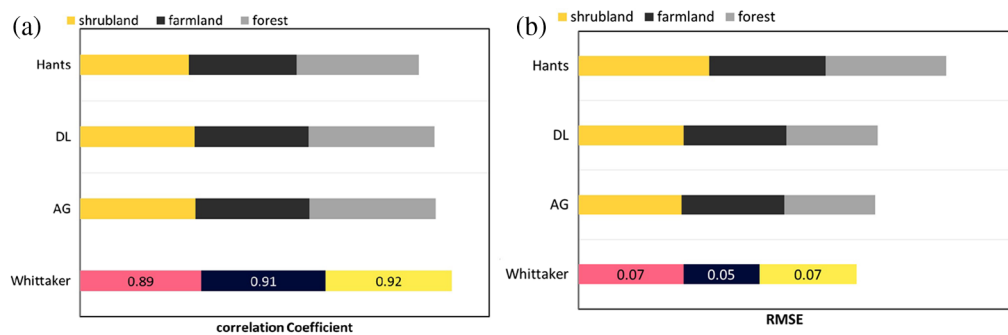 (a)
shrubland farmland forest
Hants
DL
AG
Whittaker 0.89 0.91 0.92
correlation Coefficient
(b)
shrubland farmland forest
Hants
DL
AG
Whittaker 0.07 0.05 0.07
RMSE